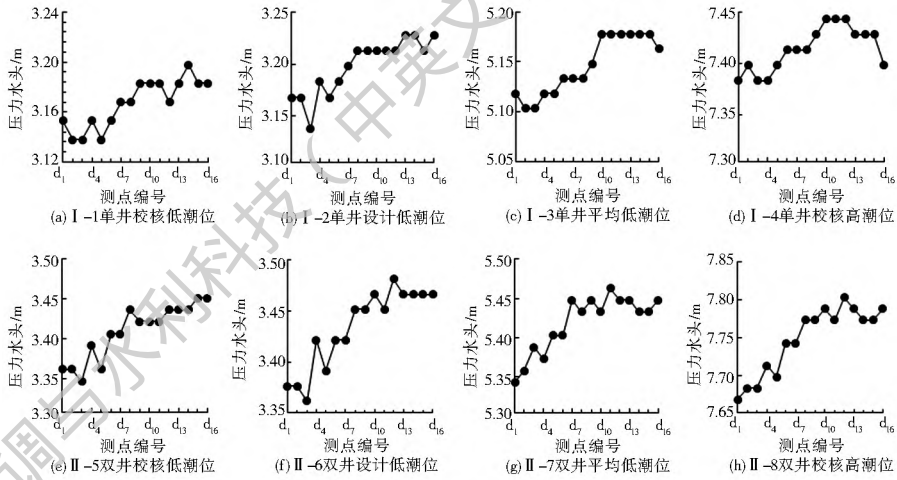 3.24
3.20
3.16
3.12
压力水头/m
d1 d4 d7 d10 d13 d16
测点编号
(a) Ⅰ-1单井校核低潮位
3.25
3.20
3.15
3.10
压力水头/m
d1 d4 d7 d10 d13 d16
测点编号
(b) Ⅰ-2单井设计低潮位
5.20
5.15
5.10
5.05
压力水头/m
d1 d4 d7 d10 d13 d16
测点编号
(c) Ⅰ-3单井平均低潮位
7.45
7.40
7.35
7.30
压力水头/m
d1 d4 d7 d10 d13 d16
测点编号
(d) Ⅰ-4单井校核高潮位
3.50
3.45
3.40
3.35
3.30
压力水头/m
d1 d4 d7 d10 d13 d16
测点编号
(e) Ⅱ-5双井校核低潮位
3.50
3.45
3.40
3.35
压力水头/m
d1 d4 d7 d10 d13 d16
测点编号
(f) Ⅱ-6双井设计低潮位
5.50
5.45
5.40
5.35
5.30
压力水头/m
d1 d4 d7 d10 d13 d16
测点编号
(g) Ⅱ-7双井平均低潮位
7.85
7.80
7.75
7.70
7.65
压力水头/m
d1 d4 d7 d10 d13 d16
测点编号
(h) Ⅱ-8双井校核高潮位
调与水利科技(中英文